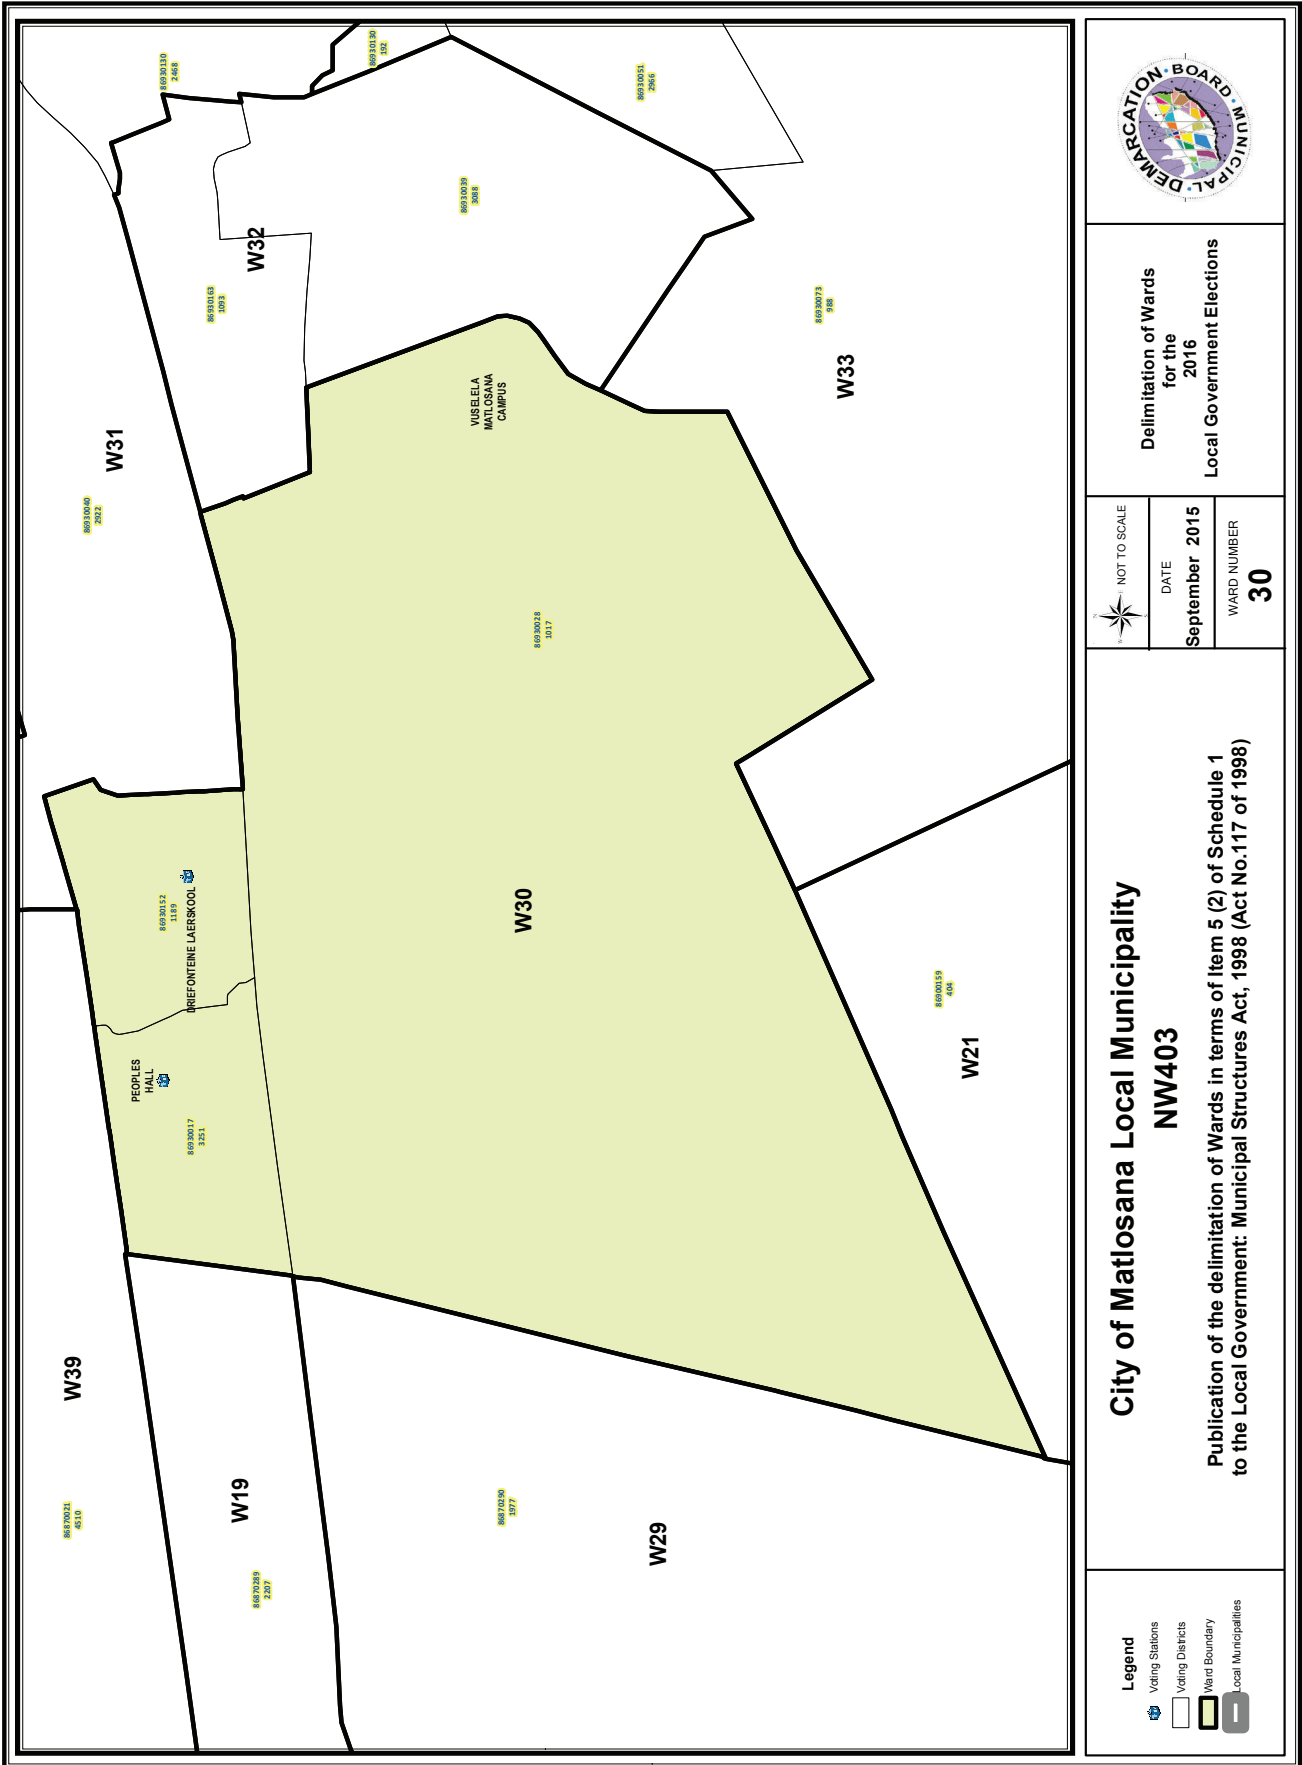 W39
86870021
4510
W19
86870289
2207
86870290
1977
W29
PEOPLES
HALL
86930017
3251
86930152
1189
DRIEFONTEINE LAERSKOOL
W30
86930028
1017
VUSELELA
MATLOSANA
CAMPUS
W31
86930040
2922
W32
86930163
1093
86930039
3088
86930130
2468
86930130
192
86930051
2966
86930073
988
W33
86900159
404
W21
Legend
Voting Stations
Voting Districts
Ward Boundary
Local Municipalities
City of Matlosana Local Municipality
NW403
Publication of the delimitation of Wards in terms of Item 5 (2) of Schedule 1
to the Local Government: Municipal Structures Act, 1998 (Act No.117 of 1998)
N
W
E
S
NOT TO SCALE
DATE
September 2015
WARD NUMBER
30
Delimitation of Wards
for the
2016
Local Government Elections
MUNICIPAL · DEMARCATION · BOARD ·